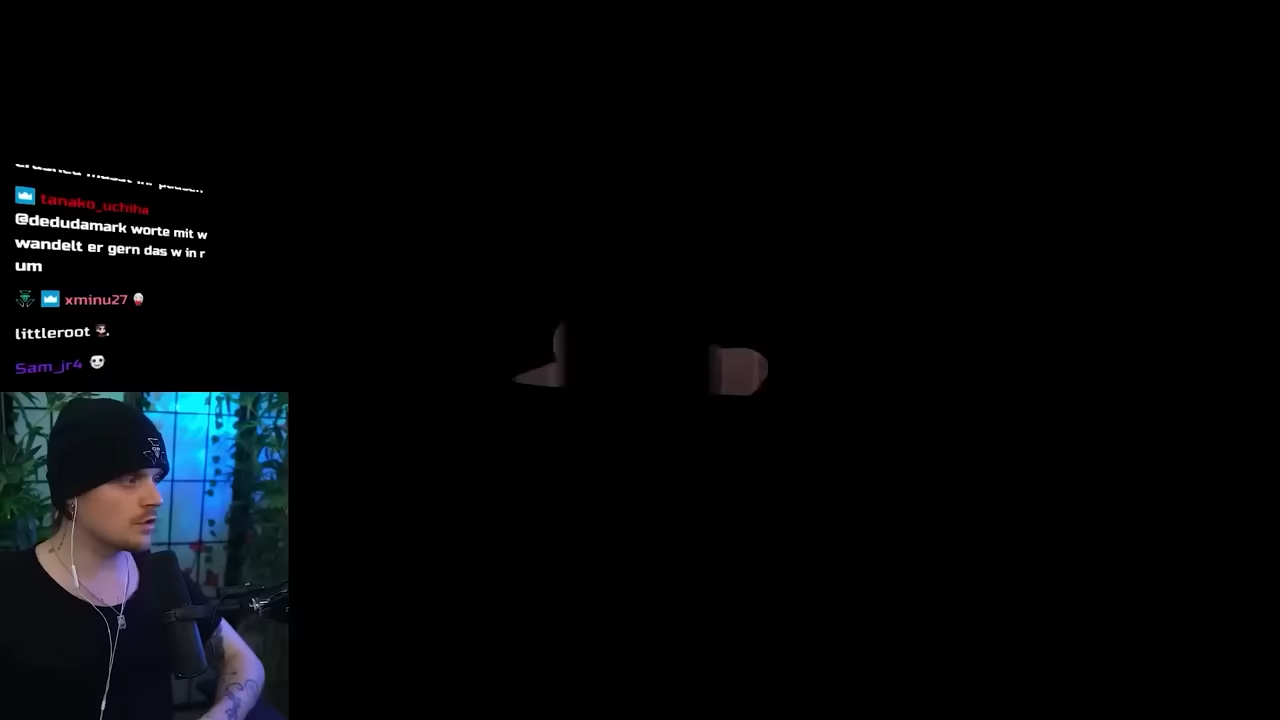 tanako_uchiha
@dedudamark worte mit w
wandelt er gern das w in r
um
xminu27
littleroot
Sam_jr4